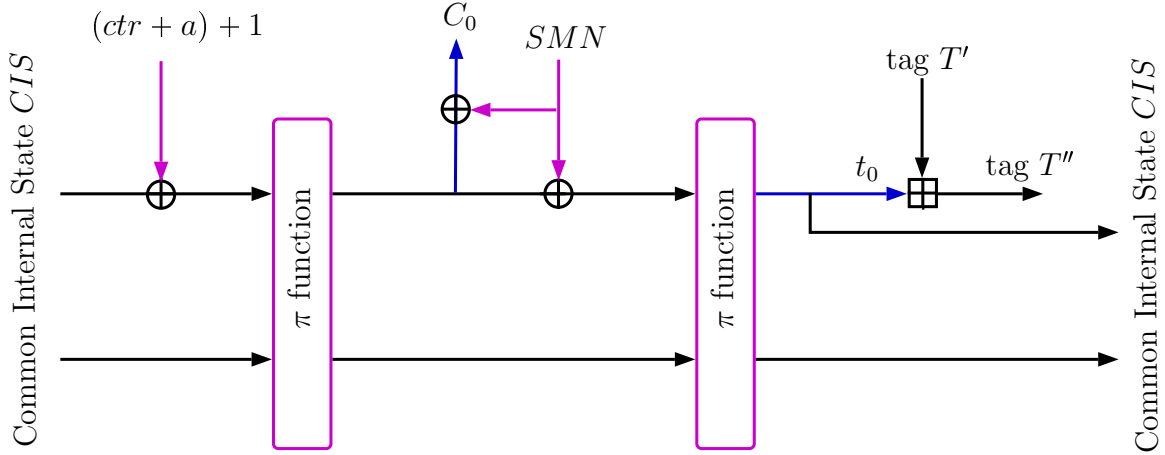 Common Internal State CIS
(ctr + a) + 1
π function
C₀
SMN
π function
t₀
tag T′
tag T″
Common Internal State CIS